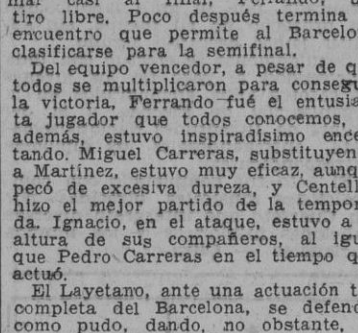 casi al final, Ferrando,
tiro libre. Poco después termina
encuentro que permite al Barcelo
clasificarse para la semifinal.
Del equipo vencedor, a pesar de q
todos se multiplicaron para consegu
la victoria, Ferrando fué el entusia
ta jugador que todos conocemos,
además, estuvo inspiradísimo ence
tando. Miguel Carreras, substituyen
a Martínez, estuvo muy eficaz, aunq
pecó de excesiva dureza, y Centell
hizo el mejor partido de la tempor
da. Ignacio, en el ataque, estuvo a
altura de sus compañeros, al igu
que Pedro Carreras en el tiempo q
actuó.
El Layetano, ante una actuación t
completa del Barcelona, se defend
como pudo, dando, no obstante,